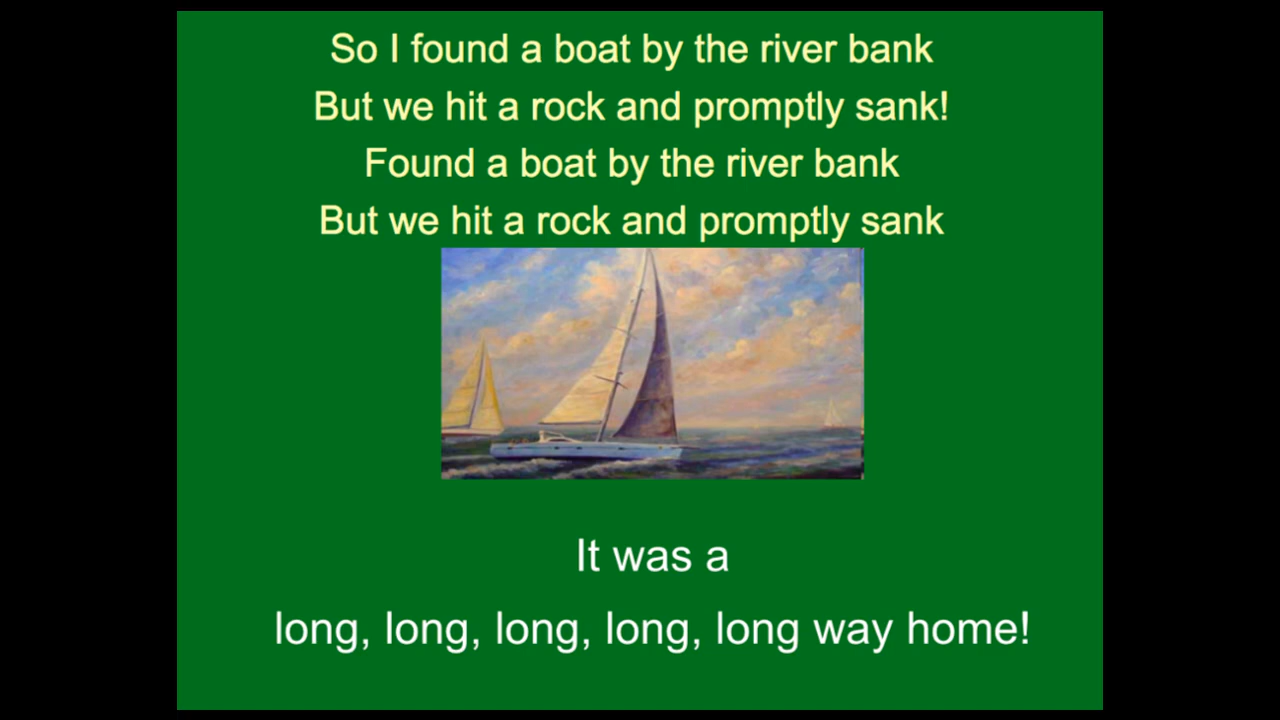 So I found a boat by the river bank
But we hit a rock and promptly sank!
Found a boat by the river bank
But we hit a rock and promptly sank
It was a
long, long, long, long, long way home!